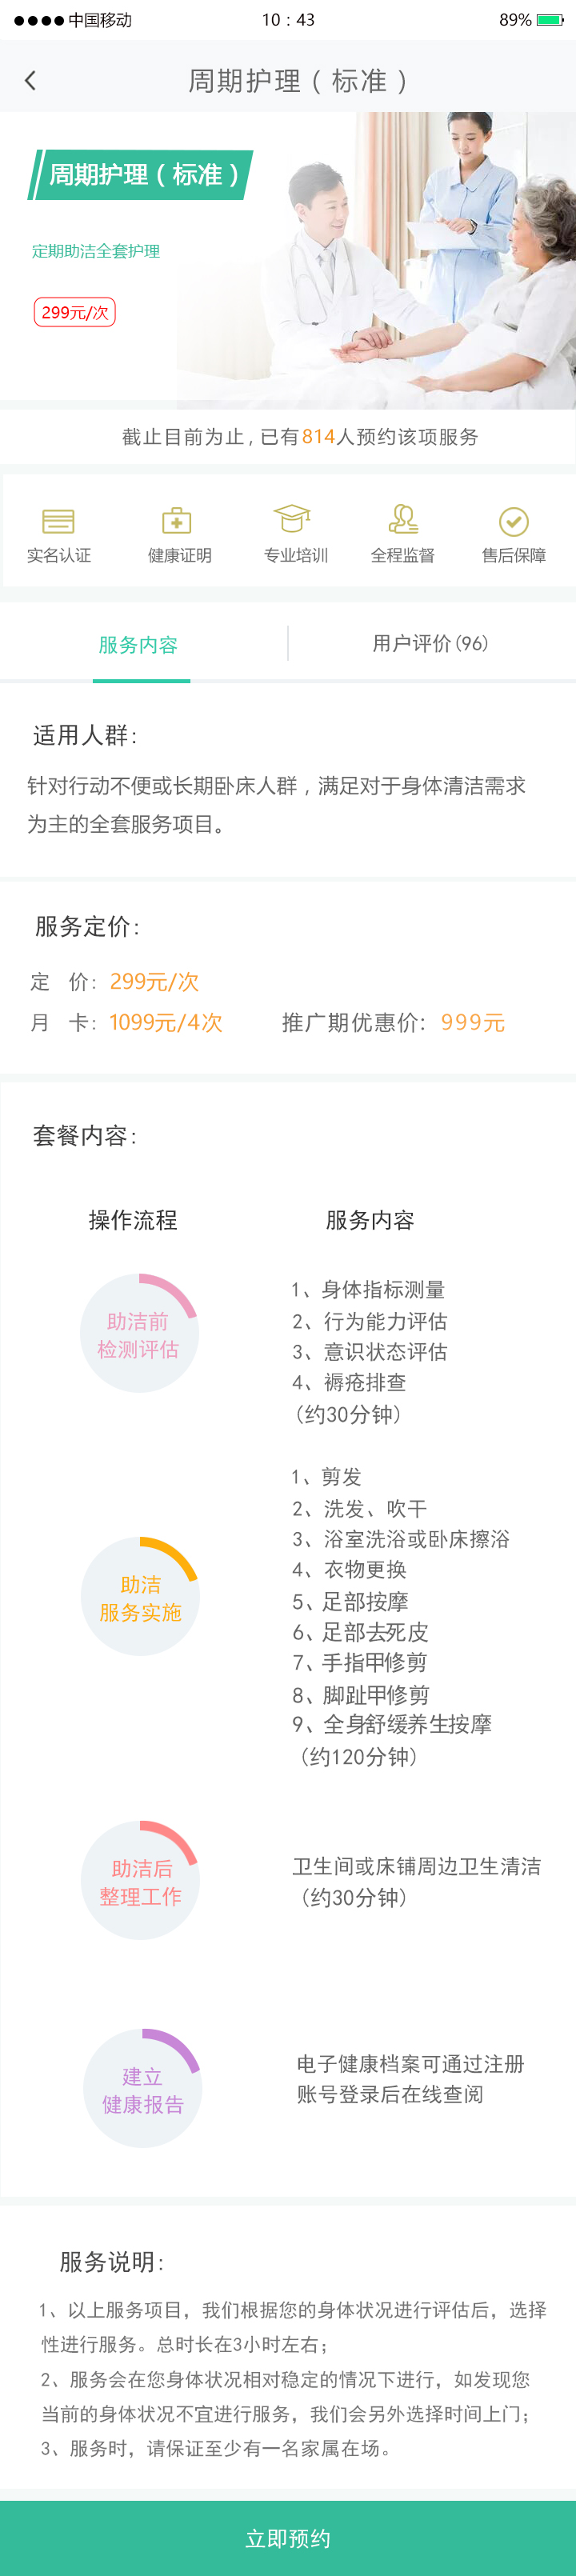 中国移动 10：43 89%
周期护理（标准）
周期护理（标准）
定期助洁全套护理
299元/次
截止目前为止,已有814人预约该项服务
实名认证 健康证明 专业培训 全程监督 售后保障
服务内容 用户评价(96)
适用人群：
针对行动不便或长期卧床人群，满足对于身体清洁需求
为主的全套服务项目。
服务定价：
定 价：299元/次
月 卡：1099元/4次 推广期优惠价：999元
套餐内容：
操作流程 服务内容
助洁前
检测评估
1、身体指标测量
2、行为能力评估
3、意识状态评估
4、褥疮排查
（约30分钟）
助洁
服务实施
1、剪发
2、洗发、吹干
3、浴室洗浴或卧床擦浴
4、衣物更换
5、足部按摩
6、足部去死皮
7、手指甲修剪
8、脚趾甲修剪
9、全身舒缓养生按摩
（约120分钟）
助洁后
整理工作
卫生间或床铺周边卫生清洁
（约30分钟）
建立
健康报告
电子健康档案可通过注册
账号登录后在线查阅
服务说明：
1、以上服务项目，我们根据您的身体状况进行评估后，选择
性进行服务。总时长在3小时左右；
2、服务会在您身体状况相对稳定的情况下进行，如发现您
当前的身体状况不宜进行服务，我们会另外选择时间上门；
3、服务时，请保证至少有一名家属在场。
立即预约